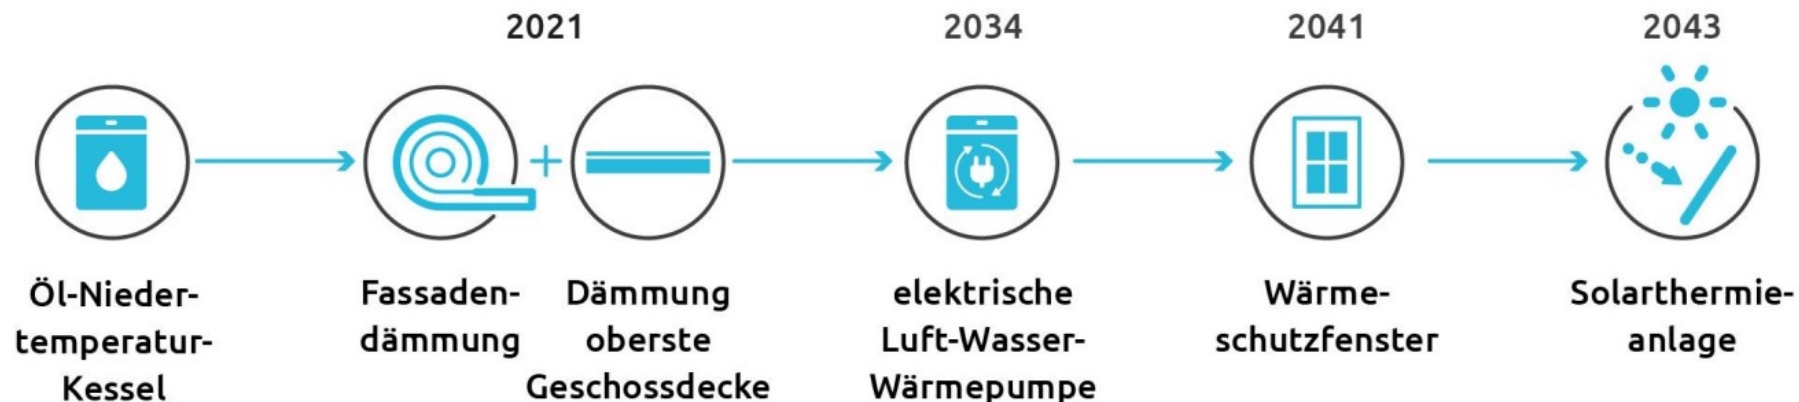 2021
2034
2041
2043
Öl-Nieder-
temperatur-
Kessel
Fassaden-
dämmung
Dämmung
oberste
Geschossdecke
elektrische
Luft-Wasser-
Wärmepumpe
Wärme-
schutzfenster
Solarthermie-
anlage